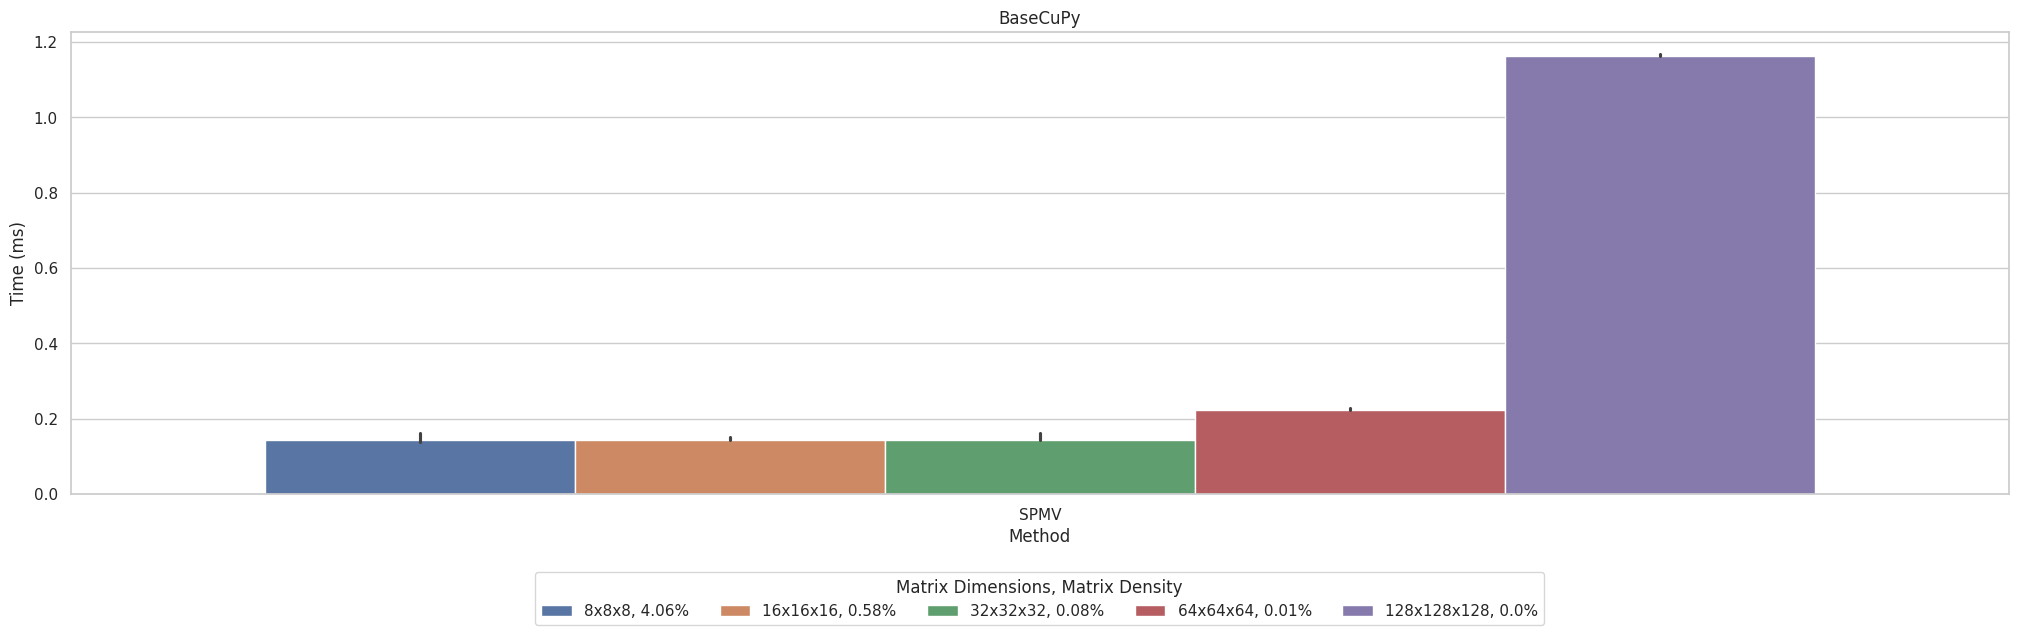 BaseCuPy
1.2
1.0
0.8
0.6
0.4
0.2
0.0
Time (ms)
SPMV
Method
Matrix Dimensions, Matrix Density
8x8x8, 4.06% 16x16x16, 0.58% 32x32x32, 0.08% 64x64x64, 0.01% 128x128x128, 0.0%